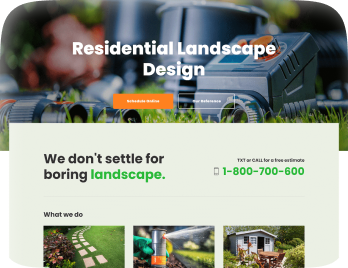 Residential Landscape
Design
Schedule Online
Our Reference
We don't settle for
boring landscape.
TXT or CALL for a free estimate
1-800-700-600
What we do